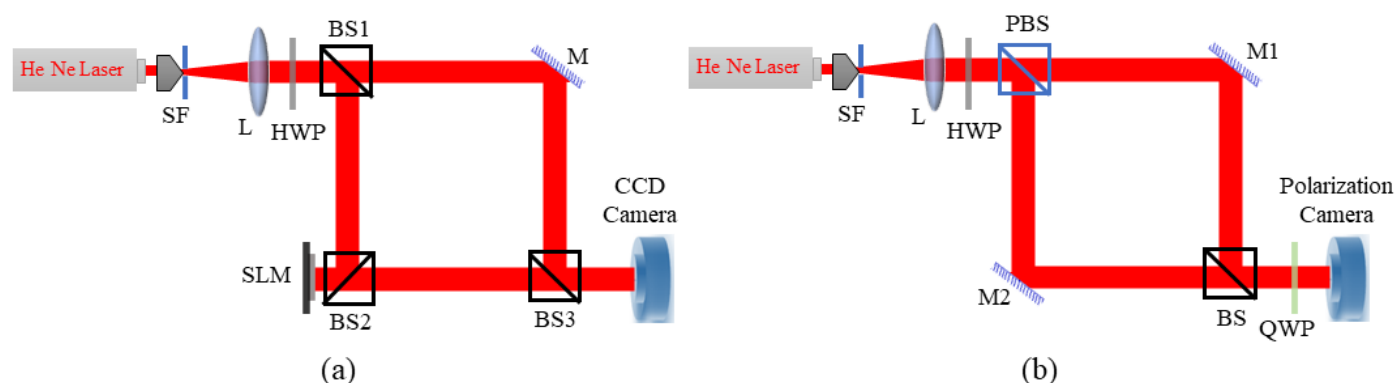 BS1
M
He Ne Laser
SF
L
HWP
CCD
Camera
SLM
BS2
BS3
(a)
PBS
M1
He Ne Laser
SF
L
HWP
Polarization
Camera
M2
BS
QWP
(b)